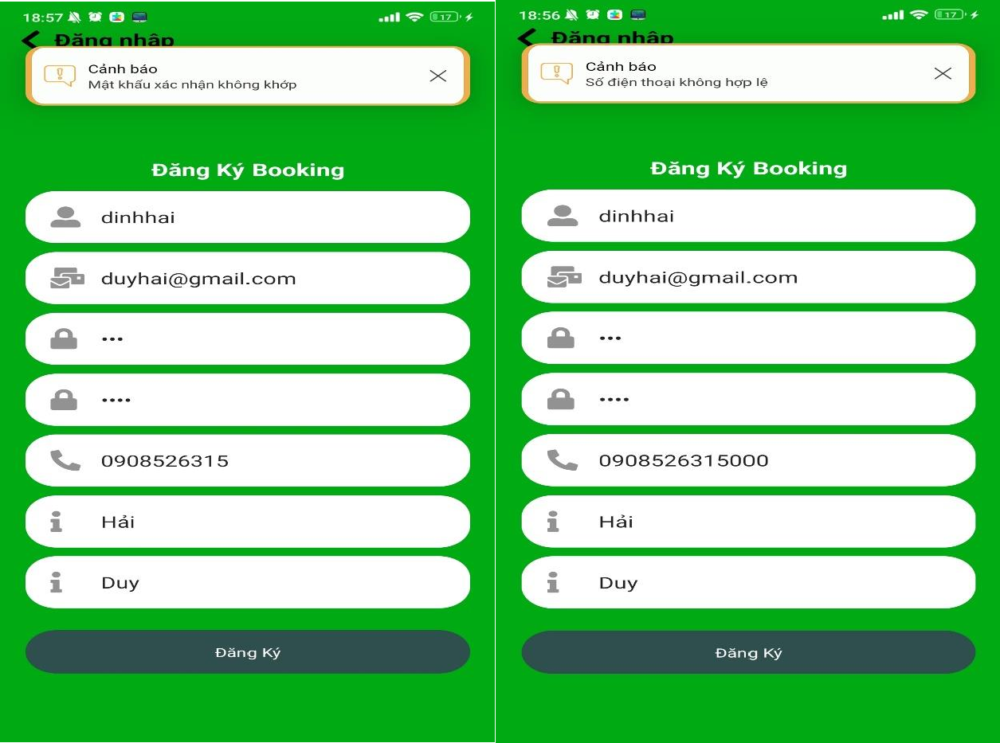 18:57
17
Đăng nhập
Cảnh báo
Mật khẩu xác nhận không khớp
Đăng Ký Booking
dinhhai
duyhai@gmail.com
•••
••••
0908526315
Hải
Duy
Đăng Ký
18:56
17
Đăng nhập
Cảnh báo
Số điện thoại không hợp lệ
Đăng Ký Booking
dinhhai
duyhai@gmail.com
•••
••••
0908526315000
Hải
Duy
Đăng Ký